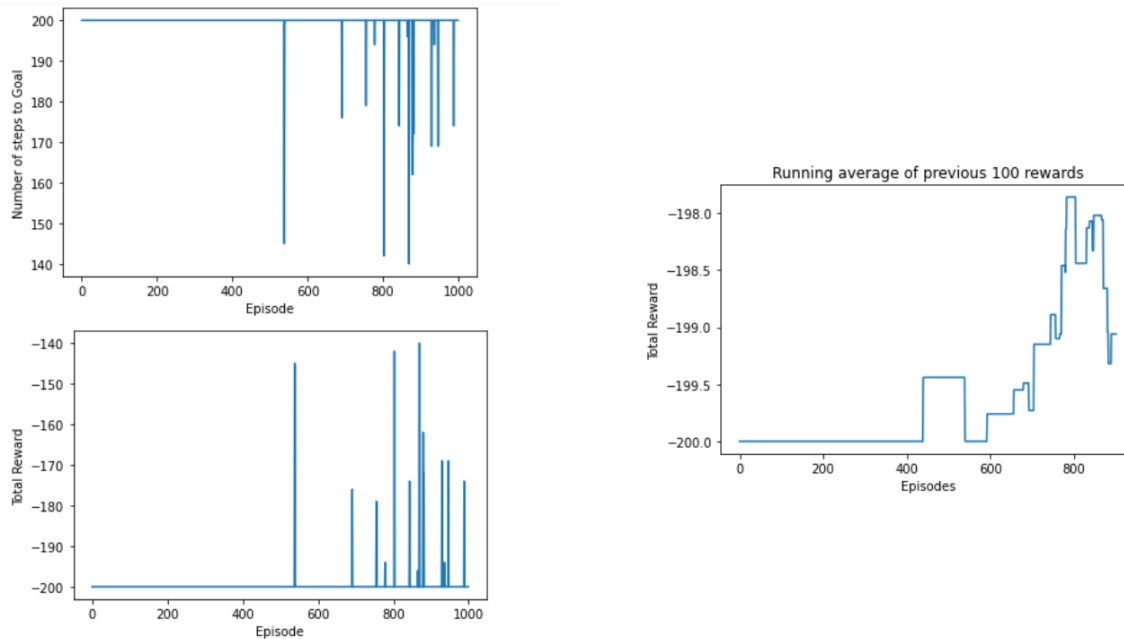 200
190
180
170
160
150
140
Number of steps to Goal
0 200 400 600 800 1000
Episode
−140
−150
−160
−170
−180
−190
−200
Total Reward
0 200 400 600 800 1000
Episode
Running average of previous 100 rewards
−198.0
−198.5
−199.0
−199.5
−200.0
Total Reward
0 200 400 600 800
Episodes